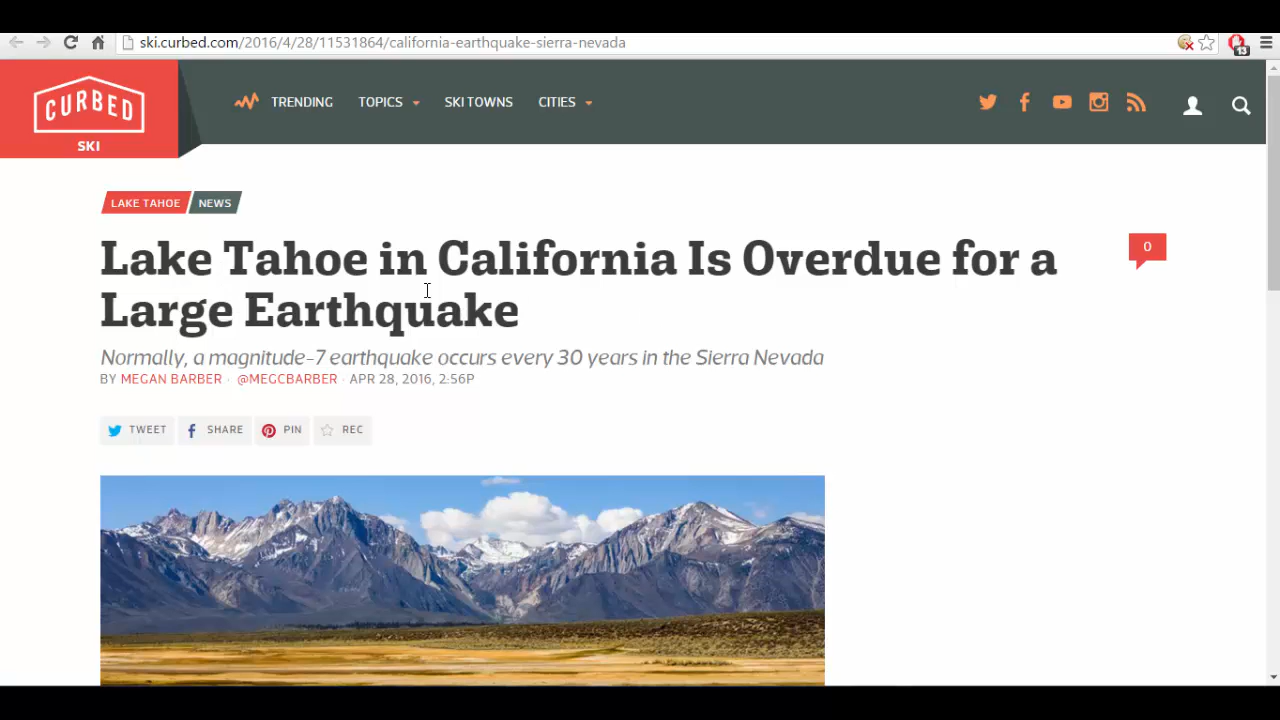 ski.curbed.com/2016/4/28/11531864/california-earthquake-sierra-nevada
13
CURBED
SKI
TRENDING TOPICS SKI TOWNS CITIES
LAKE TAHOE NEWS
Lake Tahoe in California Is Overdue for a
Large Earthquake
0
Normally, a magnitude-7 earthquake occurs every 30 years in the Sierra Nevada
BY MEGAN BARBER · @MEGCBARBER · APR 28, 2016, 2:56P
TWEET SHARE PIN REC